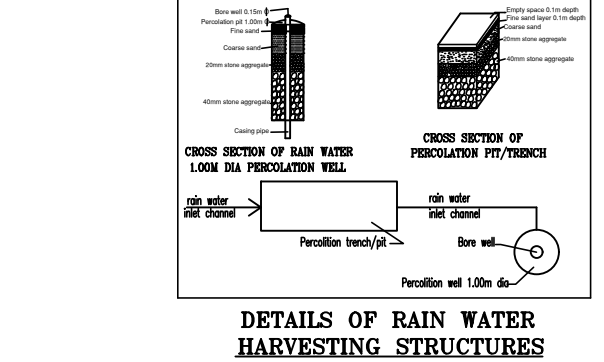 Bore well 0.15m ϕ
Percolation pit 1.00m ϕ
Fine sand
Coarse sand
20mm stone aggregate
40mm stone aggregate
Casing pipe
CROSS SECTION OF RAIN WATER
1.00M DIA PERCOLATION WELL
Empty space 0.1m depth
Fine sand layer 0.1m depth
Coarse sand
20mm stone aggregate
40mm stone aggregate
CROSS SECTION OF
PERCOLATION PIT/TRENCH
rain water
inlet channel
Percolition trench/pit
rain water
inlet channel
Bore well
Percolition well 1.00m dia
DETAILS OF RAIN WATER
HARVESTING STRUCTURES